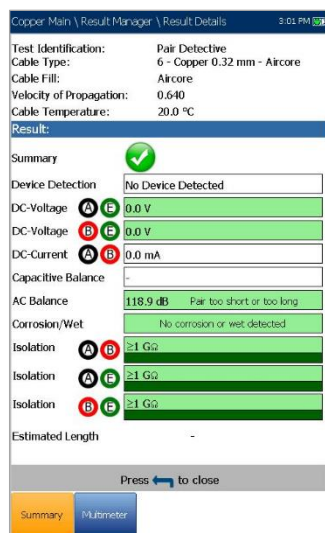 Copper Main \ Result Manager \ Result Details 3:01 PM
Test Identification: Pair Detective
Cable Type: 6 - Copper 0.32 mm - Aircore
Cable Fill: Aircore
Velocity of Propagation: 0.640
Cable Temperature: 20.0 °C
Result:
Summary
Device Detection No Device Detected
DC-Voltage A E 0.0 V
DC-Voltage B E 0.0 V
DC-Current A B 0.0 mA
Capacitive Balance -
AC Balance 118.9 dB Pair too short or too long
Corrosion/Wet No corrosion or wet detected
Isolation A B ≥1 GΩ
Isolation A E ≥1 GΩ
Isolation B E ≥1 GΩ
Estimated Length -
Press to close
Summary Multimeter